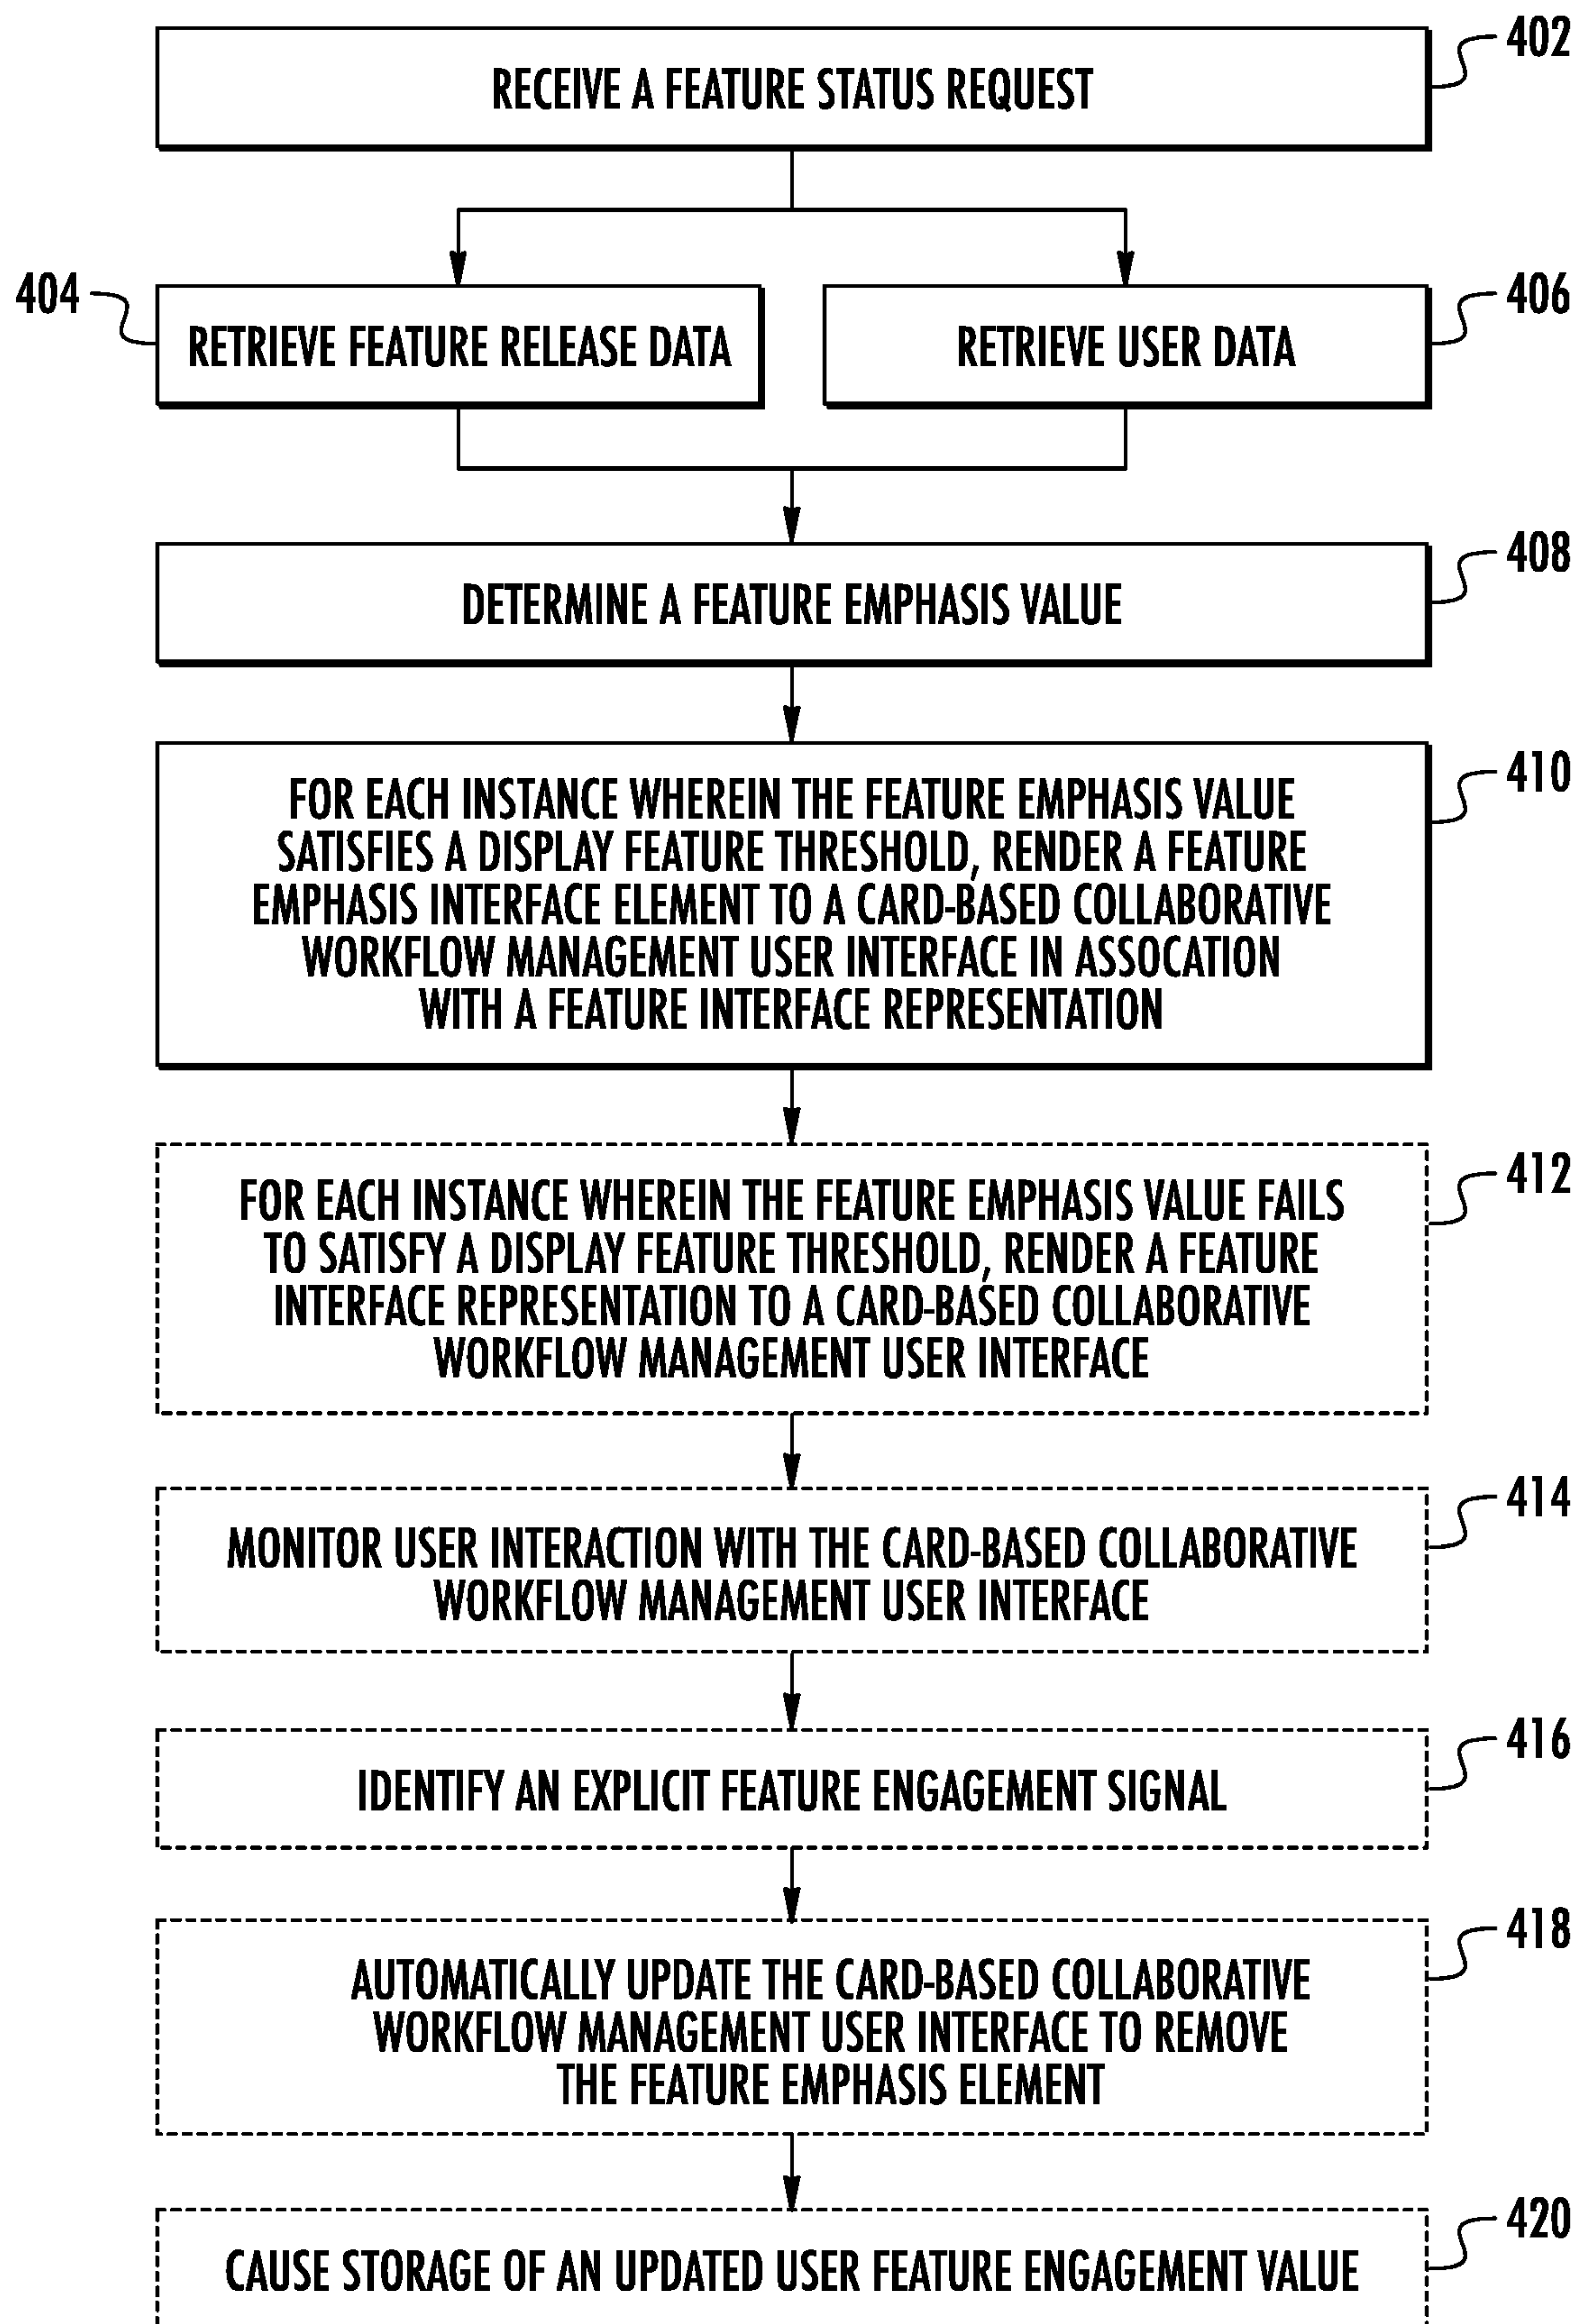 402
RECEIVE A FEATURE STATUS REQUEST
404
RETRIEVE FEATURE RELEASE DATA
406
RETRIEVE USER DATA
408
DETERMINE A FEATURE EMPHASIS VALUE
410
FOR EACH INSTANCE WHEREIN THE FEATURE EMPHASIS VALUE
SATISFIES A DISPLAY FEATURE THRESHOLD, RENDER A FEATURE
EMPHASIS INTERFACE ELEMENT TO A CARD-BASED COLLABORATIVE
WORKFLOW MANAGEMENT USER INTERFACE IN ASSOCATION
WITH A FEATURE INTERFACE REPRESENTATION
412
FOR EACH INSTANCE WHEREIN THE FEATURE EMPHASIS VALUE FAILS
TO SATISFY A DISPLAY FEATURE THRESHOLD, RENDER A FEATURE
INTERFACE REPRESENTATION TO A CARD-BASED COLLABORATIVE
WORKFLOW MANAGEMENT USER INTERFACE
414
MONITOR USER INTERACTION WITH THE CARD-BASED COLLABORATIVE
WORKFLOW MANAGEMENT USER INTERFACE
416
IDENTIFY AN EXPLICIT FEATURE ENGAGEMENT SIGNAL
418
AUTOMATICALLY UPDATE THE CARD-BASED COLLABORATIVE
WORKFLOW MANAGEMENT USER INTERFACE TO REMOVE
THE FEATURE EMPHASIS ELEMENT
420
CAUSE STORAGE OF AN UPDATED USER FEATURE ENGAGEMENT VALUE